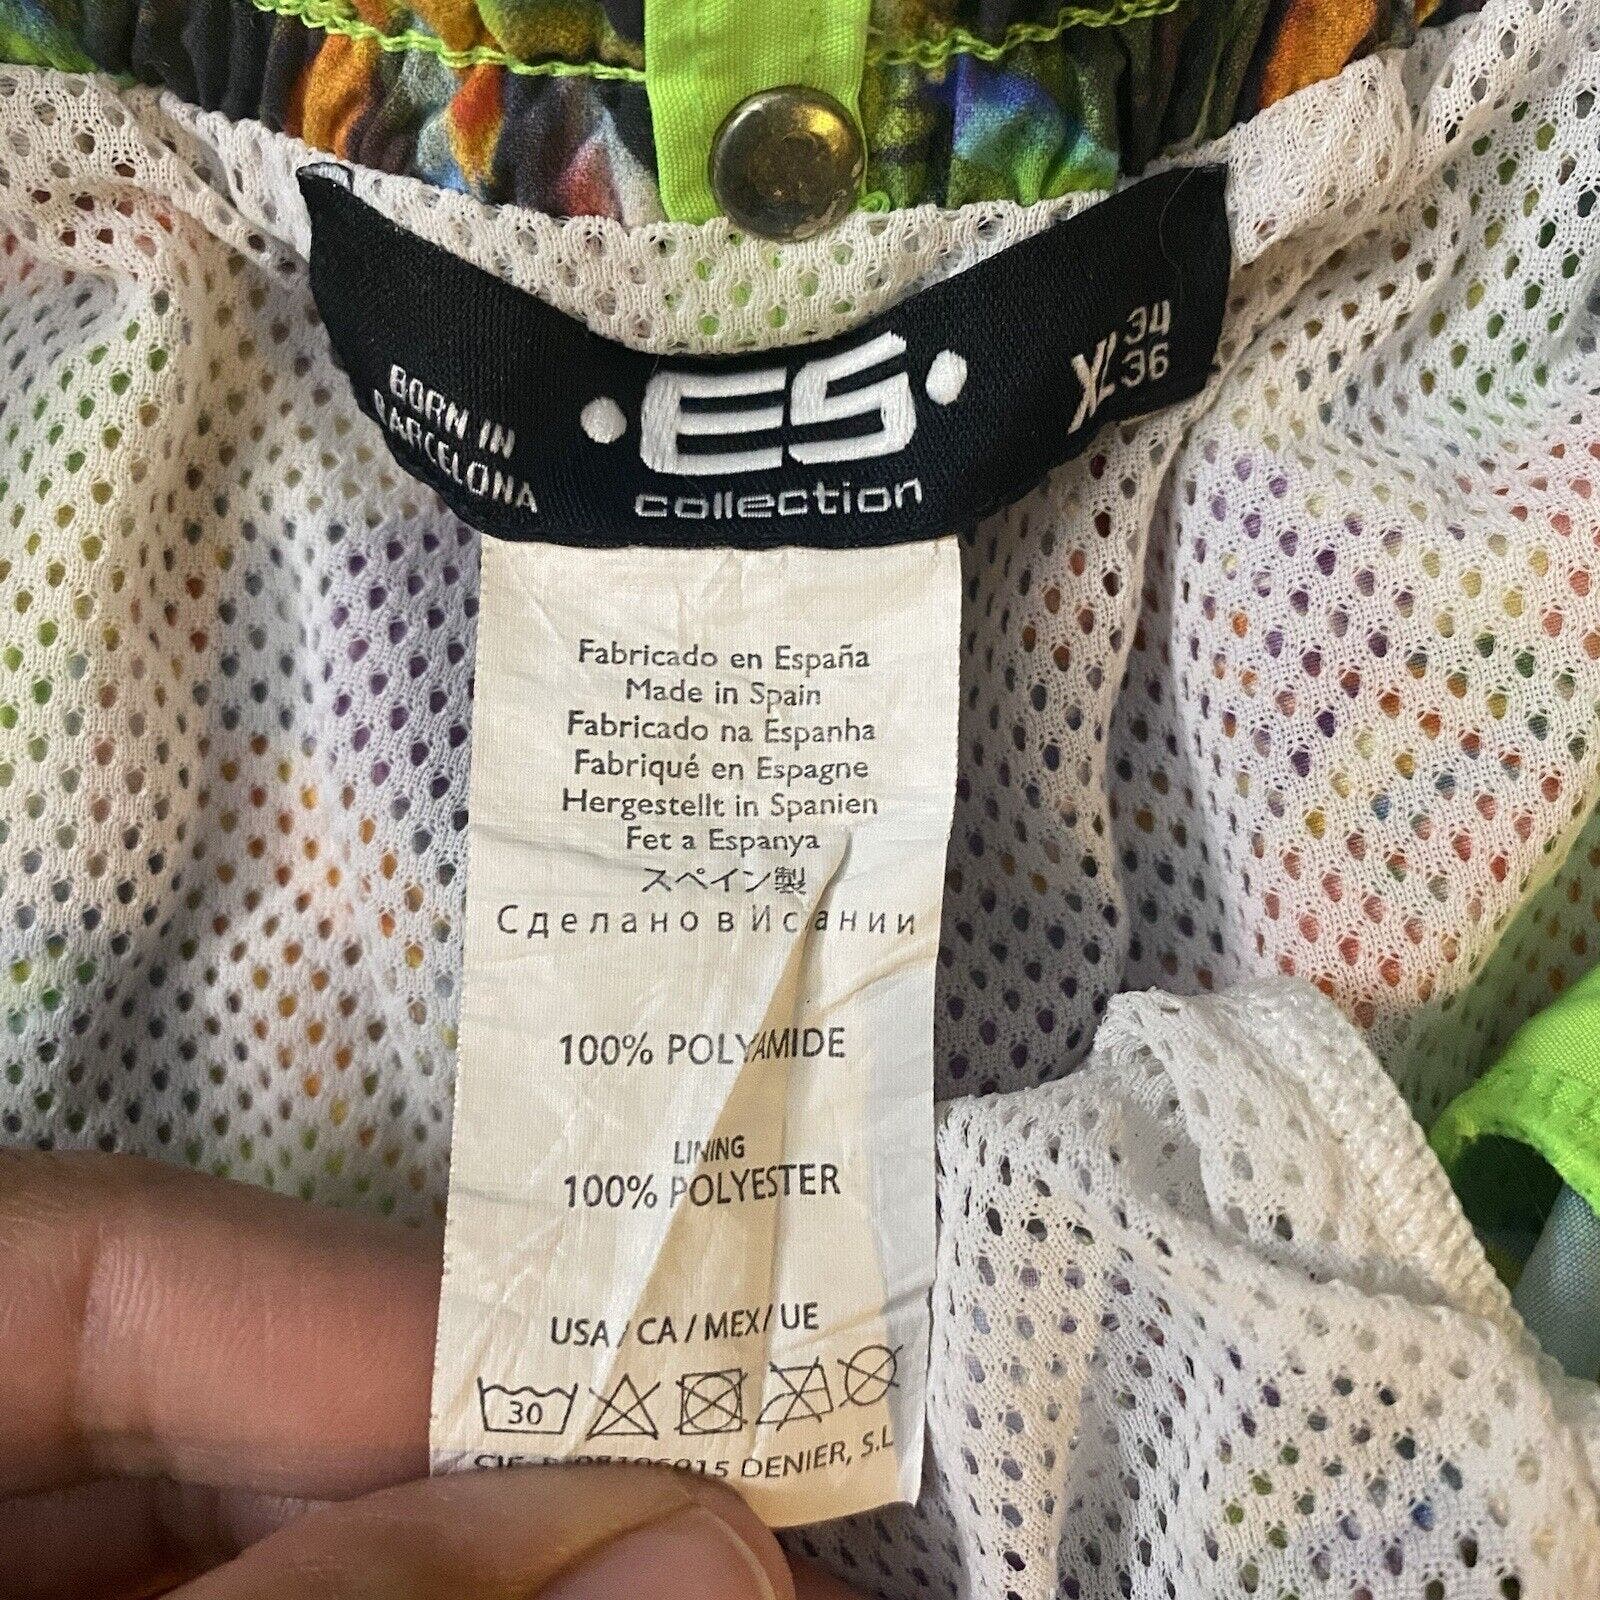 BORN IN
BARCELONA
ES
collection
XL 34
36
Fabricado en España
Made in Spain
Fabricado na Espanha
Fabriqué en Espagne
Hergestellt in Spanien
Fet a Espanya
スペイン製
Сделано в Исании
100% POLYAMIDE
LINING
100% POLYESTER
USA / CA / MEX / UE
30
DENIER, S.L